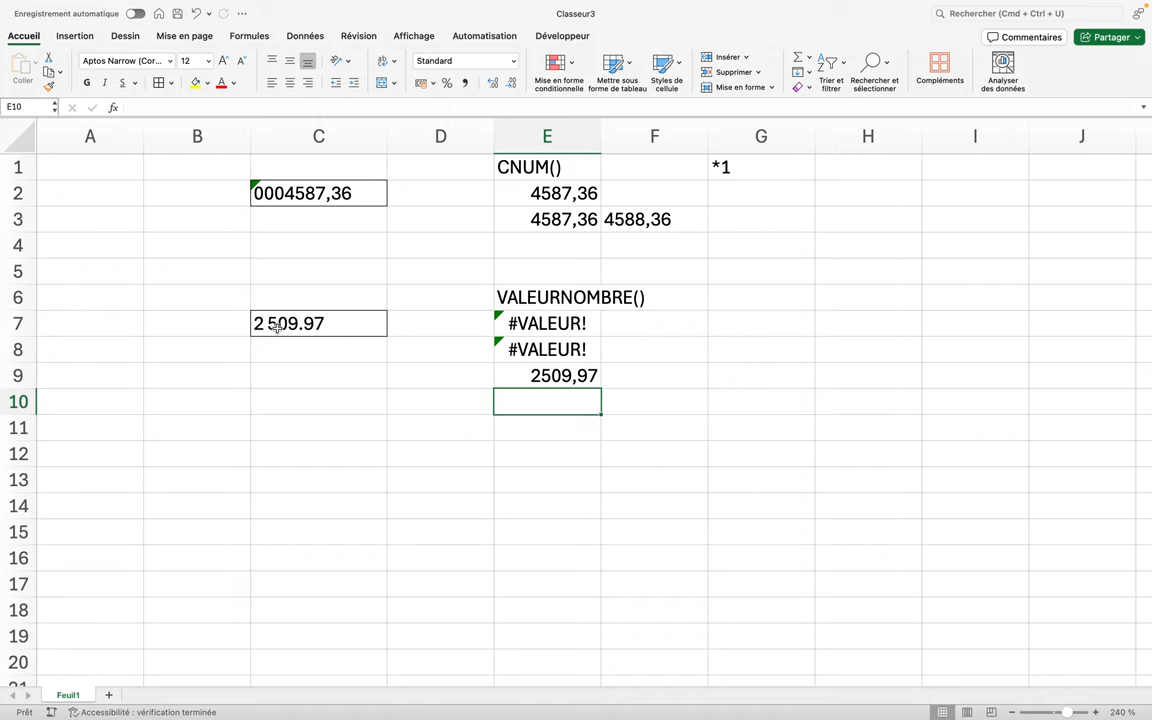 Enregistrement automatique
Classeur3
Rechercher (Cmd + Ctrl + U)
Accueil Insertion Dessin Mise en page Formules Données Révision Affichage Automatisation Développeur
Commentaires
Partager
Coller
Aptos Narrow (Cor...
12
G I S
Standard
Mise en forme conditionnelle
Mettre sous forme de tableau
Styles de cellule
Insérer
Supprimer
Mise en forme
Trier et filtrer
Rechercher et sélectionner
Compléments
Analyser des données
E10
fx
A B C D E F G H I J
1 CNUM() *1
2 0004587,36 4587,36
3 4587,36 4588,36
4
5
6 VALEURNOMBRE()
7 2 509.97 #VALEUR!
8 #VALEUR!
9 2509,97
10
11
12
13
14
15
16
17
18
19
20
Feuil1
Prêt
Accessibilité : vérification terminée
240 %